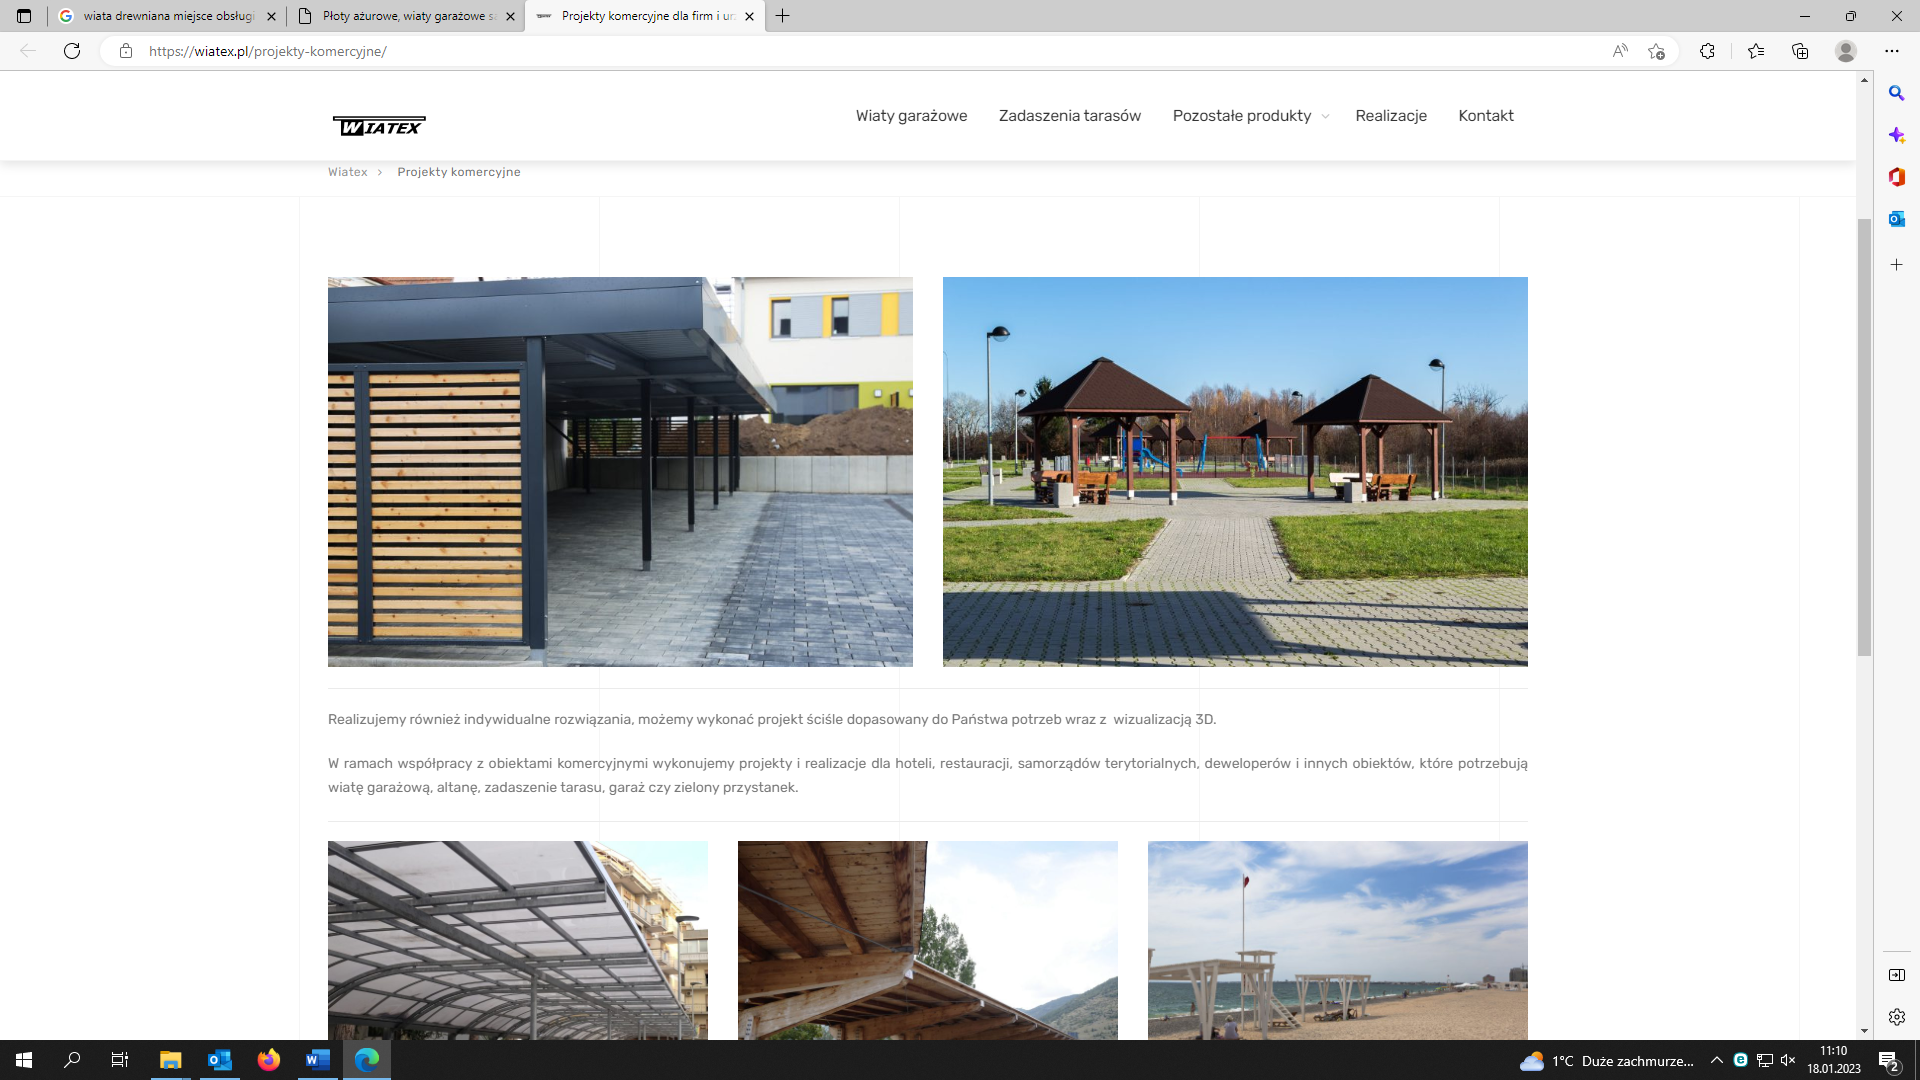 wiata drewniana miejsce obsługi
Płoty ażurowe, wiaty garażowe sa
Projekty komercyjne dla firm i urz
https://wiatex.pl/projekty-komercyjne/
WIATEX
Wiaty garażowe
Zadaszenia tarasów
Pozostałe produkty
Realizacje
Kontakt
Wiatex > Projekty komercyjne
Realizujemy również indywidualne rozwiązania, możemy wykonać projekt ściśle dopasowany do Państwa potrzeb wraz z wizualizacją 3D.
W ramach współpracy z obiektami komercyjnymi wykonujemy projekty i realizacje dla hoteli, restauracji, samorządów terytorialnych, deweloperów i innych obiektów, które potrzebują
wiatę garażową, altanę, zadaszenie tarasu, garaż czy zielony przystanek.
1°C Duże zachmurze...
11:10
18.01.2023
2